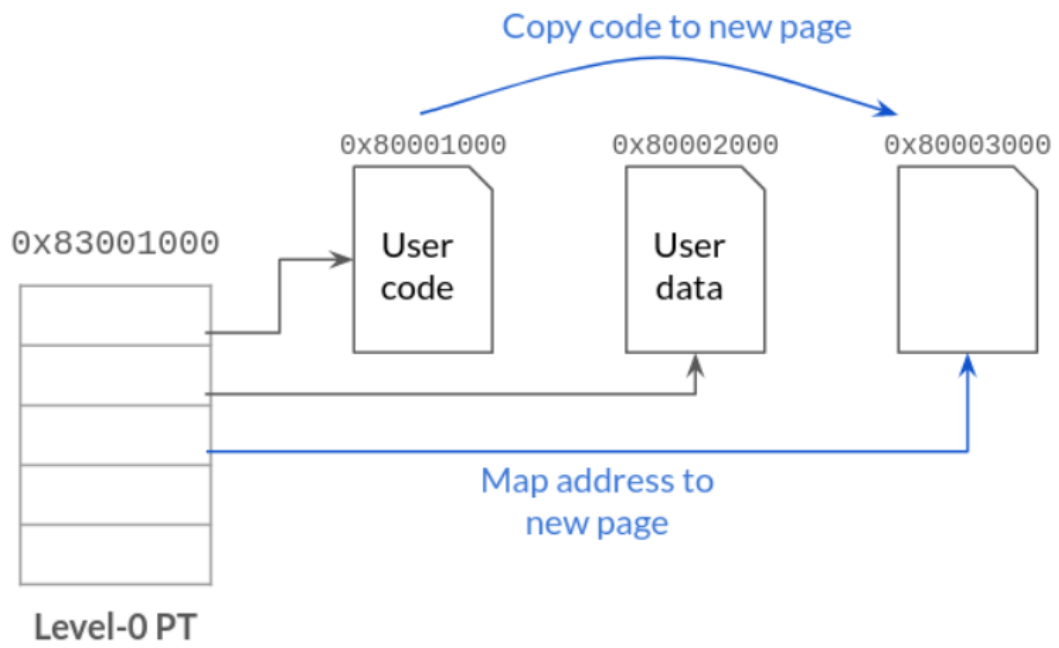 Copy code to new page
0x80001000
0x80002000
0x80003000
0x83001000
User
code
User
data
Map address to
new page
Level-0 PT